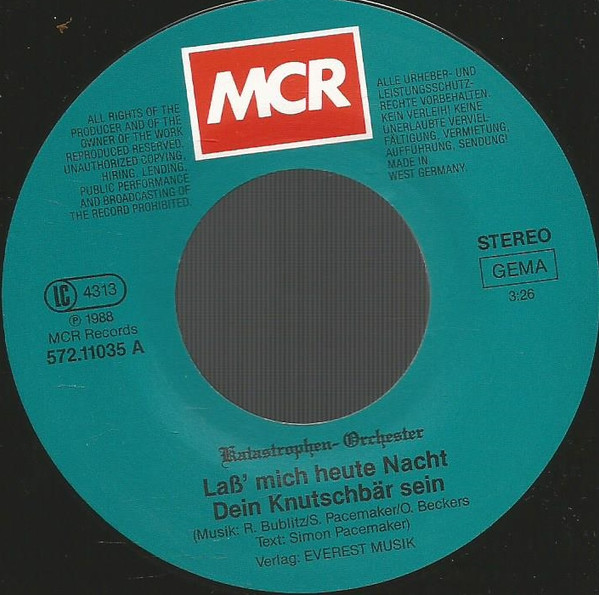 MCR
ALL RIGHTS OF THE
PRODUCER AND OF THE
OWNER OF THE WORK
REPRODUCED RESERVED.
UNAUTHORIZED COPYING,
HIRING, LENDING,
PUBLIC PERFORMANCE
AND BROADCASTING OF
THE RECORD PROHIBITED.
ALLE URHEBER- UND
LEISTUNGSSCHUTZ-
RECHTE VORBEHALTEN.
KEIN VERLEIH! KEINE
UNERLAUBTE VERVIEL-
FÄLTIGUNG, VERMIETUNG,
AUFFÜHRUNG, SENDUNG!
MADE IN
WEST GERMANY.
STEREO
GEMA
3:26
LC 4313
℗ 1988
MCR Records
572.11035 A
Katastrophen-Orchester
Laß' mich heute Nacht
Dein Knutschbär sein
(Musik: R. Bublitz/S. Pacemaker/O. Beckers
Text: Simon Pacemaker)
Verlag: EVEREST MUSIK